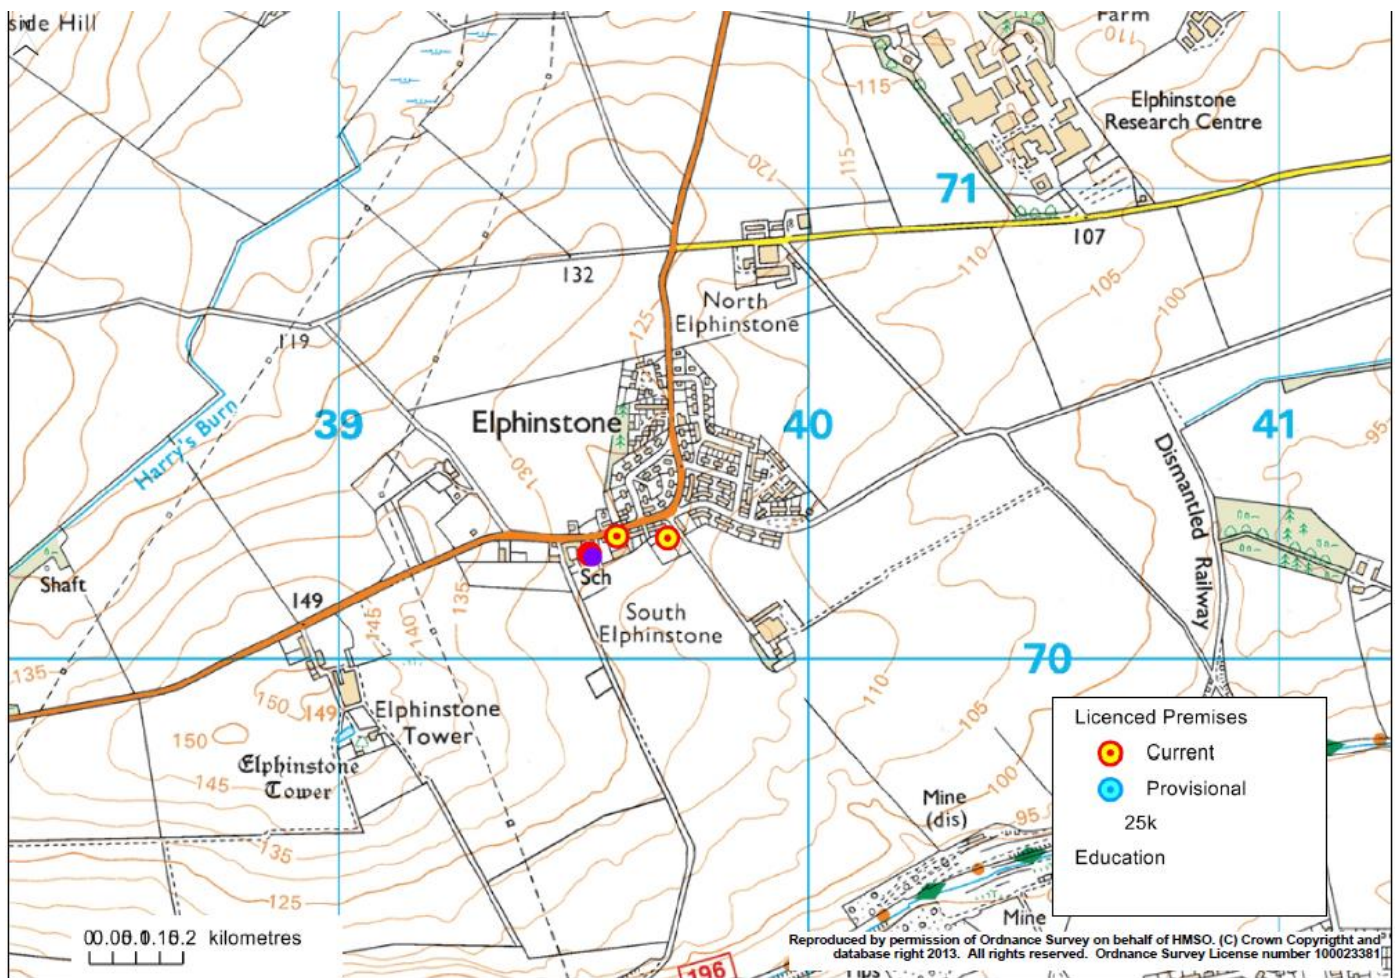 side Hill
Farm
110
115
Elphinstone
Research Centre
120
115
71
107
132
110
105
100
North
Elphinstone
125
119
Harry's Burn
39
Elphinstone
40
41
95
130
Dismantled Railway
Shaft
Sch
149
145
140
135
South
Elphinstone
70
135
150
149
150
Elphinstone
Tower
110
105
Elphinstone
Tower
145
100
Mine
(dis)
95
135
125
Mine
196
Licenced Premises
Current
Provisional
25k
Education
kilometres
Reproduced by permission of Ordnance Survey on behalf of HMSO. (C) Crown Copyrigtht and
database right 2013. All rights reserved. Ordnance Survey License number 100023381